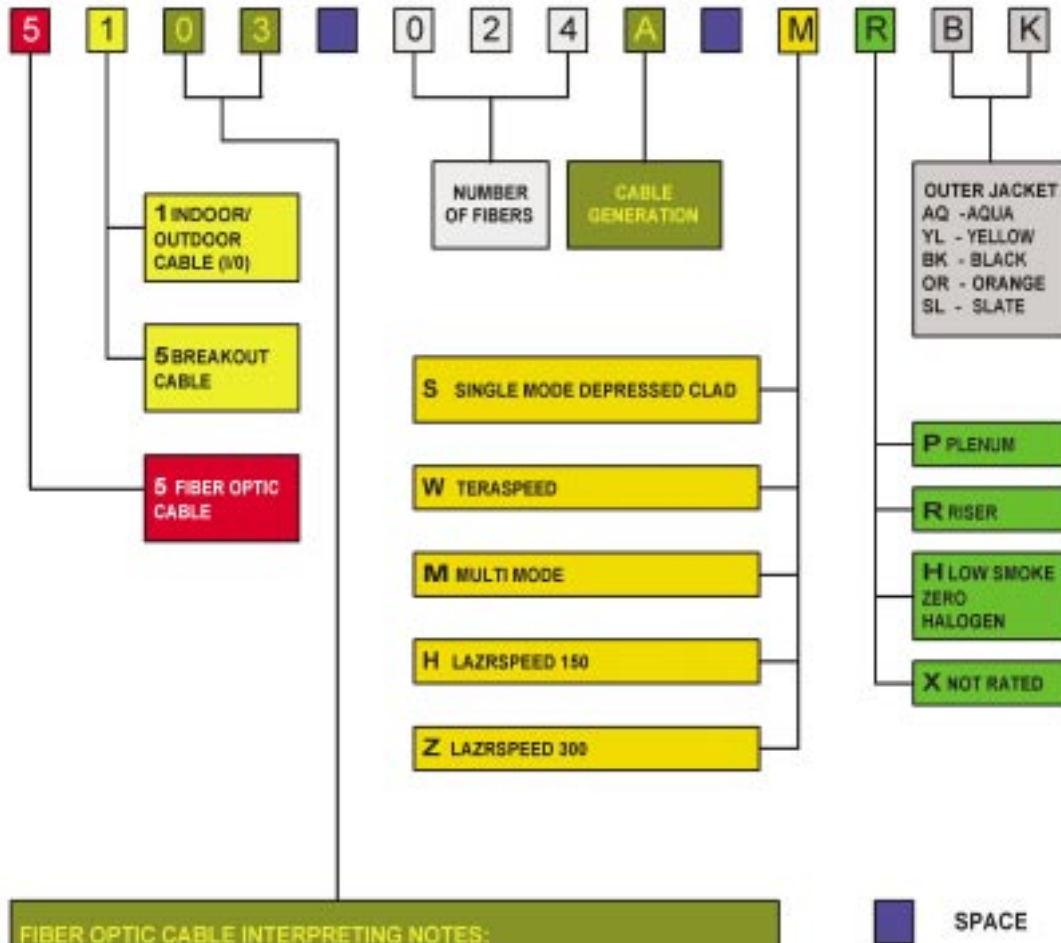 5 1 0 3 0 2 4 A M R B K
NUMBER
OF FIBERS
CABLE
GENERATION
OUTER JACKET
AQ -AQUA
YL - YELLOW
BK - BLACK
OR - ORANGE
SL - SLATE
1 INDOOR/
OUTDOOR
CABLE (I/0)
5 BREAKOUT
CABLE
5 FIBER OPTIC
CABLE
S SINGLE MODE DEPRESSED CLAD
W TERASPEED
M MULTI MODE
H LAZRSPEED 150
Z LAZRSPEED 300
P PLENUM
R RISER
H LOW SMOKE
ZERO
HALOGEN
X NOT RATED
FIBER OPTIC CABLE INTERPRETING NOTES:
SPACE